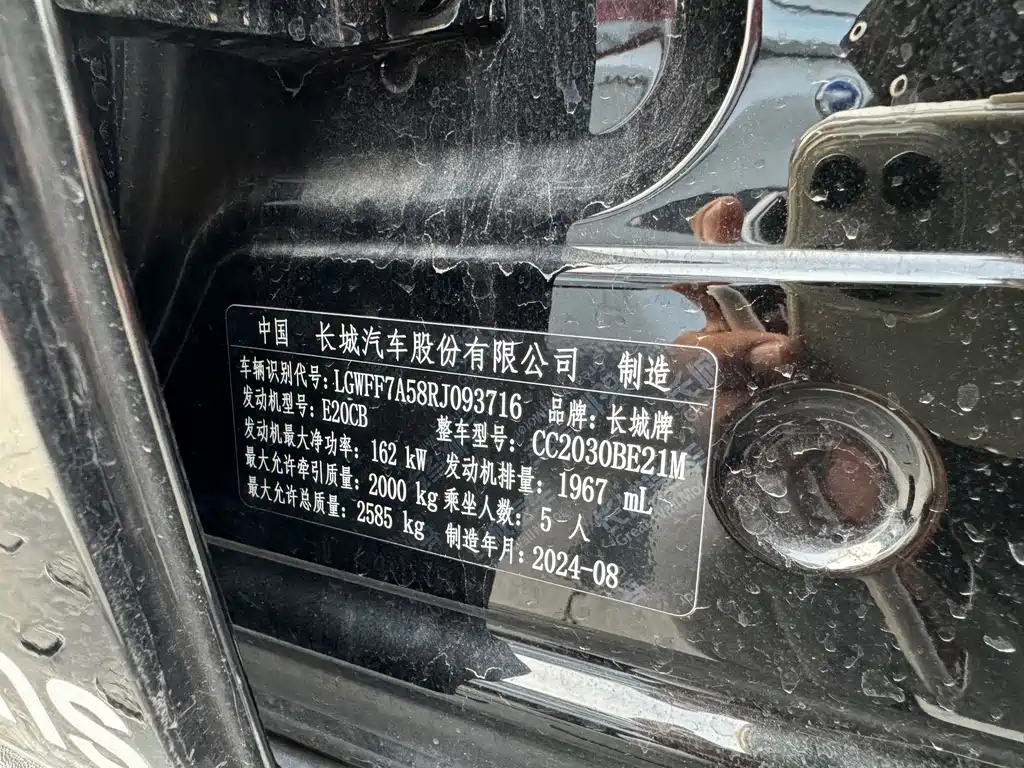 中国 长城汽车股份有限公司 制造
车辆识别代号:LGWFF7A58RJ093716 品牌:长城牌
发动机型号:E20CB 整车型号:CC2030BE21M
发动机最大净功率:162 kW 发动机排量:1967 mL
最大允许牵引质量:2000 kg 乘坐人数:5 人
最大允许总质量:2585 kg 制造年月:2024-08